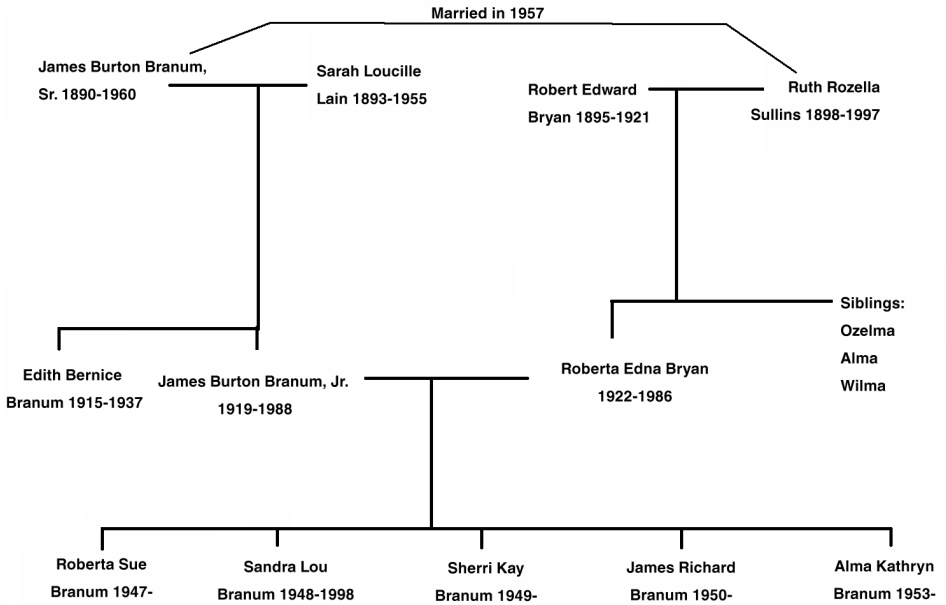 Married in 1957
James Burton Branum,
Sr. 1890-1960
Sarah Loucille
Lain 1893-1955
Robert Edward
Bryan 1895-1921
Ruth Rozella
Sullins 1898-1997
Siblings:
Ozelma
Alma
Wilma
Edith Bernice
Branum 1915-1937
James Burton Branum, Jr.
1919-1988
Roberta Edna Bryan
1922-1986
Roberta Sue
Branum 1947-
Sandra Lou
Branum 1948-1998
Sherri Kay
Branum 1949-
James Richard
Branum 1950-
Alma Kathryn
Branum 1953-